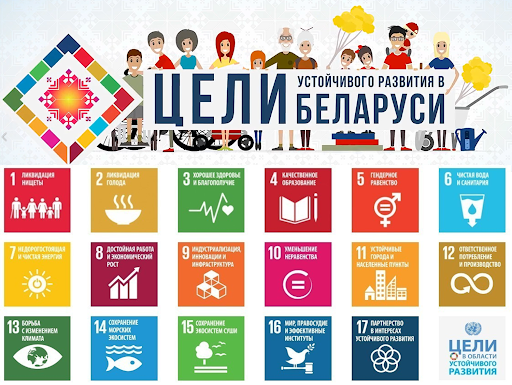 ЦЕЛИ
УСТОЙЧИВОГО РАЗВИТИЯ В
БЕЛАРУСИ
1 ЛИКВИДАЦИЯ
НИЩЕТЫ
2 ЛИКВИДАЦИЯ
ГОЛОДА
3 ХОРОШЕЕ ЗДОРОВЬЕ
И БЛАГОПОЛУЧИЕ
4 КАЧЕСТВЕННОЕ
ОБРАЗОВАНИЕ
5 ГЕНДЕРНОЕ
РАВЕНСТВО
6 ЧИСТАЯ ВОДА
И САНИТАРИЯ
7 НЕДОРОГОСТОЯЩАЯ
И ЧИСТАЯ ЭНЕРГИЯ
8 ДОСТОЙНАЯ РАБОТА
И ЭКОНОМИЧЕСКИЙ
РОСТ
9 ИНДУСТРИАЛИЗАЦИЯ,
ИННОВАЦИИ И
ИНФРАСТРУКТУРА
10 УМЕНЬШЕНИЕ
НЕРАВЕНСТВА
11 УСТОЙЧИВЫЕ
ГОРОДА И
НАСЕЛЕННЫЕ ПУНКТЫ
12 ОТВЕТСТВЕННОЕ
ПОТРЕБЛЕНИЕ
И ПРОИЗВОДСТВО
13 БОРЬБА
С ИЗМЕНЕНИЕМ
КЛИМАТА
14 СОХРАНЕНИЕ
МОРСКИХ
ЭКОСИСТЕМ
15 СОХРАНЕНИЕ
ЭКОСИСТЕМ СУШИ
16 МИР, ПРАВОСУДИЕ
И ЭФФЕКТИВНЫЕ
ИНСТИТУТЫ
17 ПАРТНЕРСТВО
В ИНТЕРЕСАХ
УСТОЙЧИВОГО РАЗВИТИЯ
ЦЕЛИ
В ОБЛАСТИ
УСТОЙЧИВОГО
РАЗВИТИЯ